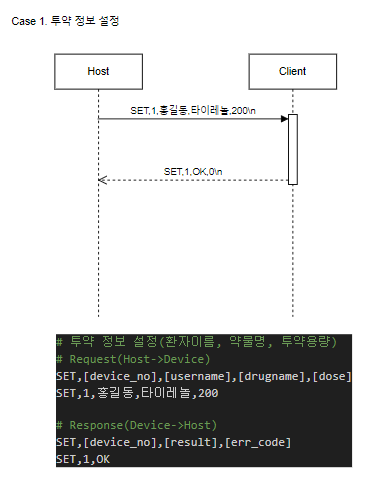 Case 1. 투약 정보 설정
Host
Client
SET,1,홍길동,타이레놀,200\n
SET,1,OK,0\n
# 투약 정보 설정(환자이름, 약물명, 투약용량)
# Request(Host->Device)
SET,[device_no],[username],[drugname],[dose]
SET,1,홍길동,타이레놀,200
# Response(Device->Host)
SET,[device_no],[result],[err_code]
SET,1,OK